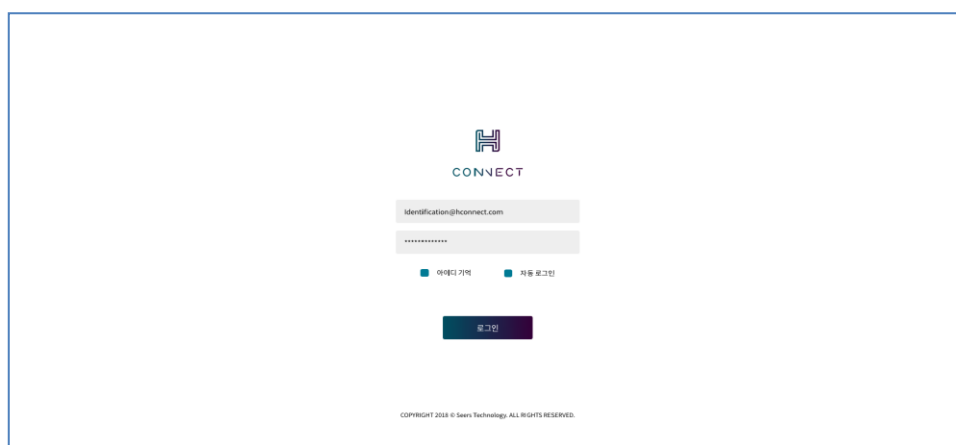 H
CONNECT
Identification@hconnect.com
*************
아에디 기억
자동 로그인
로그인
COPYRIGHT 2018 © Seers Technology. ALL RIGHTS RESERVED.